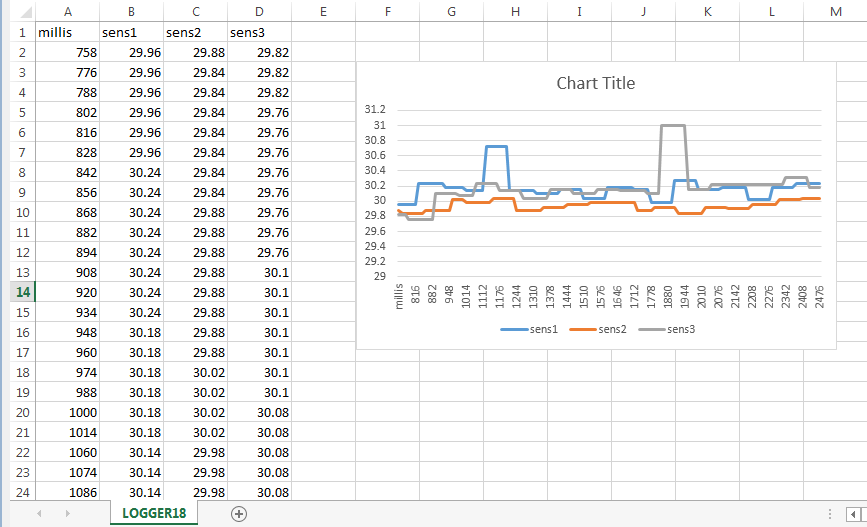 A B C D E F G H I J K L M
1 millis sens1 sens2 sens3
2 758 29.96 29.88 29.82
3 776 29.96 29.84 29.82
4 788 29.96 29.84 29.82
5 802 29.96 29.84 29.76
6 816 29.96 29.84 29.76
7 828 29.96 29.84 29.76
8 842 30.24 29.84 29.76
9 856 30.24 29.84 29.76
10 868 30.24 29.88 29.76
11 882 30.24 29.88 29.76
12 894 30.24 29.88 29.76
13 908 30.24 29.88 30.1
14 920 30.24 29.88 30.1
15 934 30.24 29.88 30.1
16 948 30.18 29.88 30.1
17 960 30.18 29.88 30.1
18 974 30.18 30.02 30.1
19 988 30.18 30.02 30.1
20 1000 30.18 30.02 30.08
21 1014 30.18 30.02 30.08
22 1060 30.14 29.98 30.08
23 1074 30.14 29.98 30.08
24 1086 30.14 29.98 30.08
Chart Title
31.2
31
30.8
30.6
30.4
30.2
30
29.8
29.6
29.4
29.2
29
millis 816 882 948 1014 1112 1176 1244 1310 1378 1444 1510 1576 1646 1712 1778 1880 1944 2010 2076 2142 2208 2276 2342 2408 2476
sens1 sens2 sens3
LOGGER18